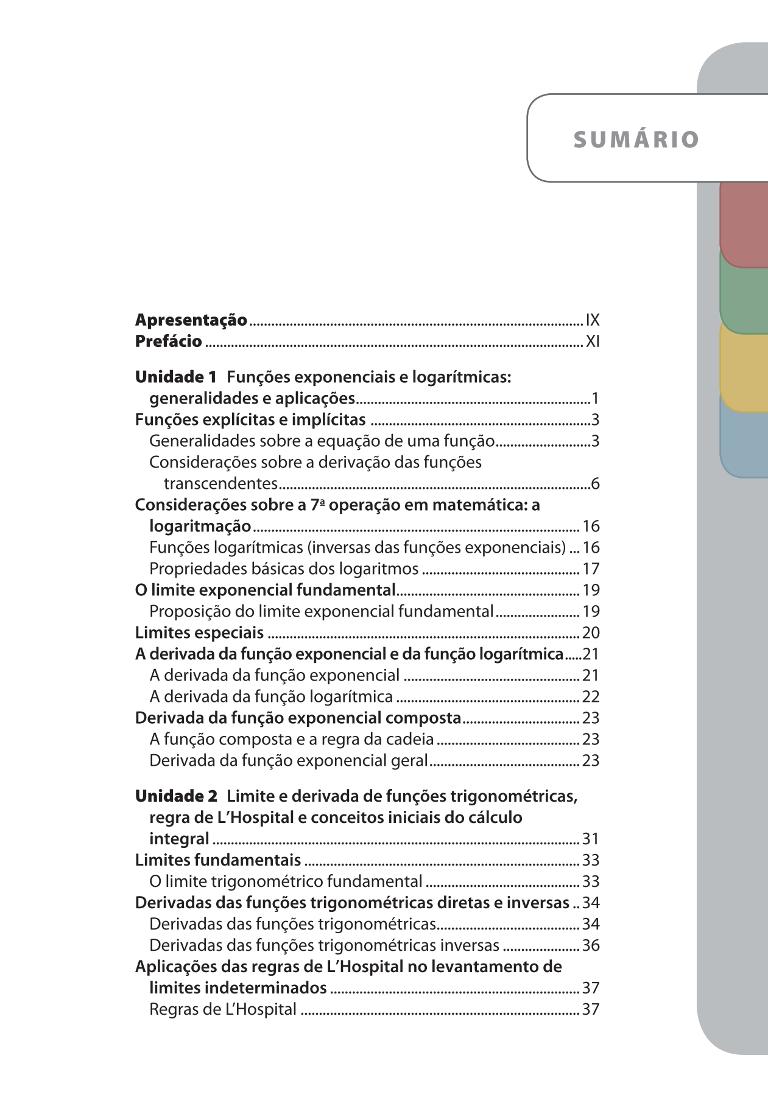 SUMÁRIO
Apresentação.....................................................................................IX
Prefácio................................................................................................XI
Unidade 1 Funções exponenciais e logarítmicas:
generalidades e aplicações............................................................1
Funções explícitas e implícitas........................................................3
Generalidades sobre a equação de uma função........................3
Considerações sobre a derivação das funções
transcendentes...............................................................................6
Considerações sobre a 7ª operação em matemática: a
logaritmação...................................................................................16
Funções logarítmicas (inversas das funções exponenciais)...16
Propriedades básicas dos logaritmos........................................17
O limite exponencial fundamental...............................................19
Proposição do limite exponencial fundamental......................19
Limites especiais................................................................................20
A derivada da função exponencial e da função logarítmica.....21
A derivada da função exponencial.............................................21
A derivada da função logarítmica...............................................22
Derivada da função exponencial composta..............................23
A função composta e a regra da cadeia.....................................23
Derivada da função exponencial geral.......................................23
Unidade 2 Limite e derivada de funções trigonométricas,
regra de L’Hospital e conceitos iniciais do cálculo
integral..............................................................................................31
Limites fundamentais.......................................................................33
O limite trigonométrico fundamental.......................................33
Derivadas das funções trigonométricas diretas e inversas..34
Derivadas das funções trigonométricas.....................................34
Derivadas das funções trigonométricas inversas....................36
Aplicações das regras de L’Hospital no levantamento de
limites indeterminados................................................................37
Regras de L’Hospital.......................................................................37